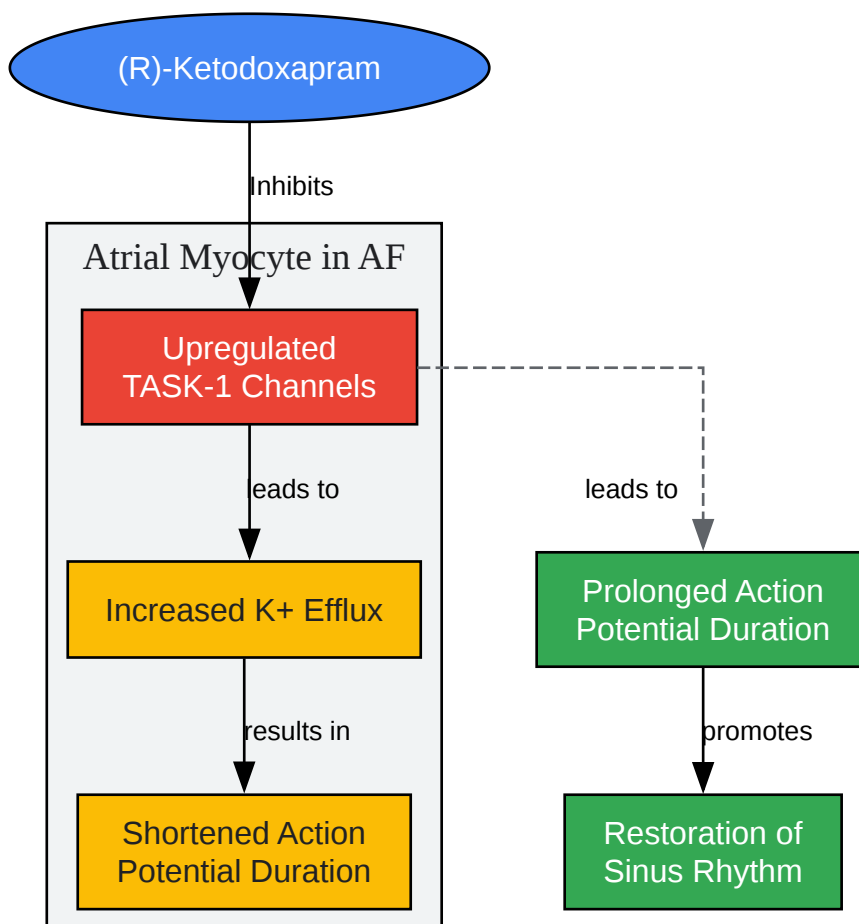 (R)-Ketodoxapram
Inhibits
Atrial Myocyte in AF
Upregulated
TASK-1 Channels
leads to
leads to
Increased K+ Efflux
Prolonged Action
Potential Duration
results in
promotes
Shortened Action
Potential Duration
Restoration of
Sinus Rhythm